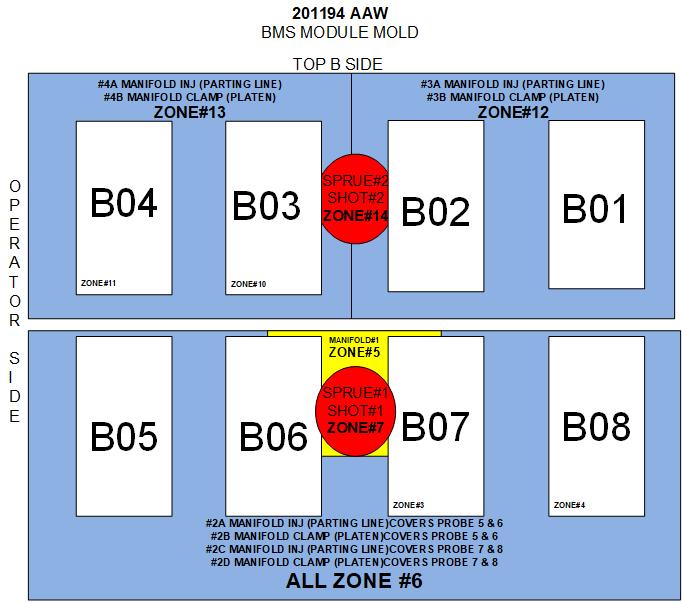 201194 AAW
BMS MODULE MOLD
TOP B SIDE
#4A MANIFOLD INJ (PARTING LINE)
#4B MANIFOLD CLAMP (PLATEN)
ZONE#13
#3A MANIFOLD INJ (PARTING LINE)
#3B MANIFOLD CLAMP (PLATEN)
ZONE#12
OPERATOR SIDE
B04
ZONE#11
B03
ZONE#10
SPRUE#2
SHOT#2
ZONE#14
B02
B01
MANIFOLD#1
ZONE#5
B05
B06
SPRUE#1
SHOT#1
ZONE#7
B07
ZONE#3
B08
ZONE#4
#2A MANIFOLD INJ (PARTING LINE)COVERS PROBE 5 & 6
#2B MANIFOLD CLAMP (PLATEN)COVERS PROBE 5 & 6
#2C MANIFOLD INJ (PARTING LINE)COVERS PROBE 7 & 8
#2D MANIFOLD CLAMP (PLATEN)COVERS PROBE 7 & 8
ALL ZONE #6